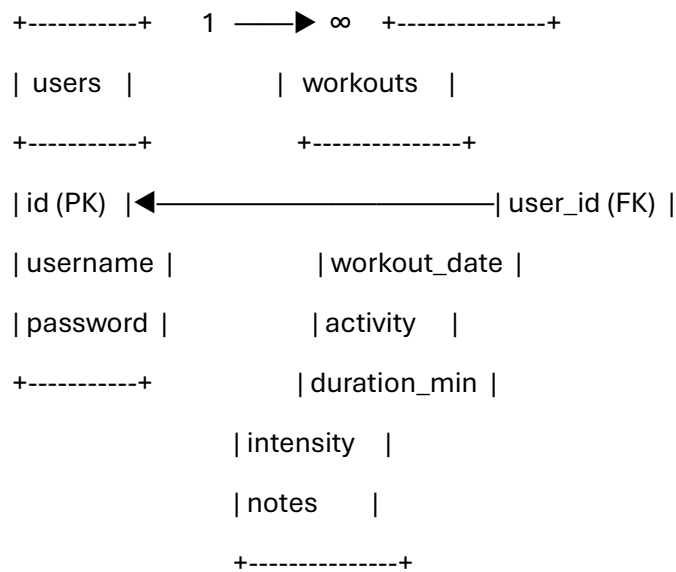 +-----------+ 1 ───▶ ∞ +---------------+
| users | | workouts |
+-----------+ +---------------+
| id (PK) |◀──────────────────| user_id (FK) |
| username | | workout_date |
| password | | activity |
+-----------+ | duration_min |
| intensity |
| notes |
+---------------+